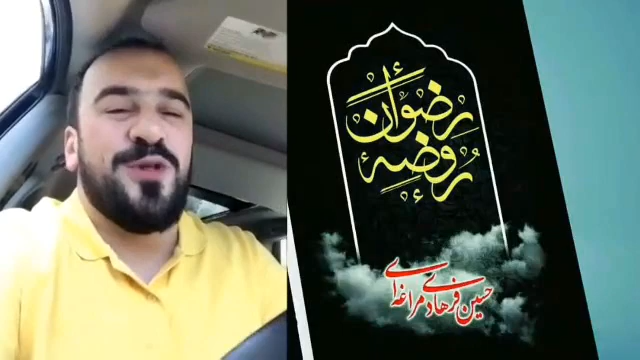 روضهٔ
رضوان
حسین فرهادی مراغه‌ای